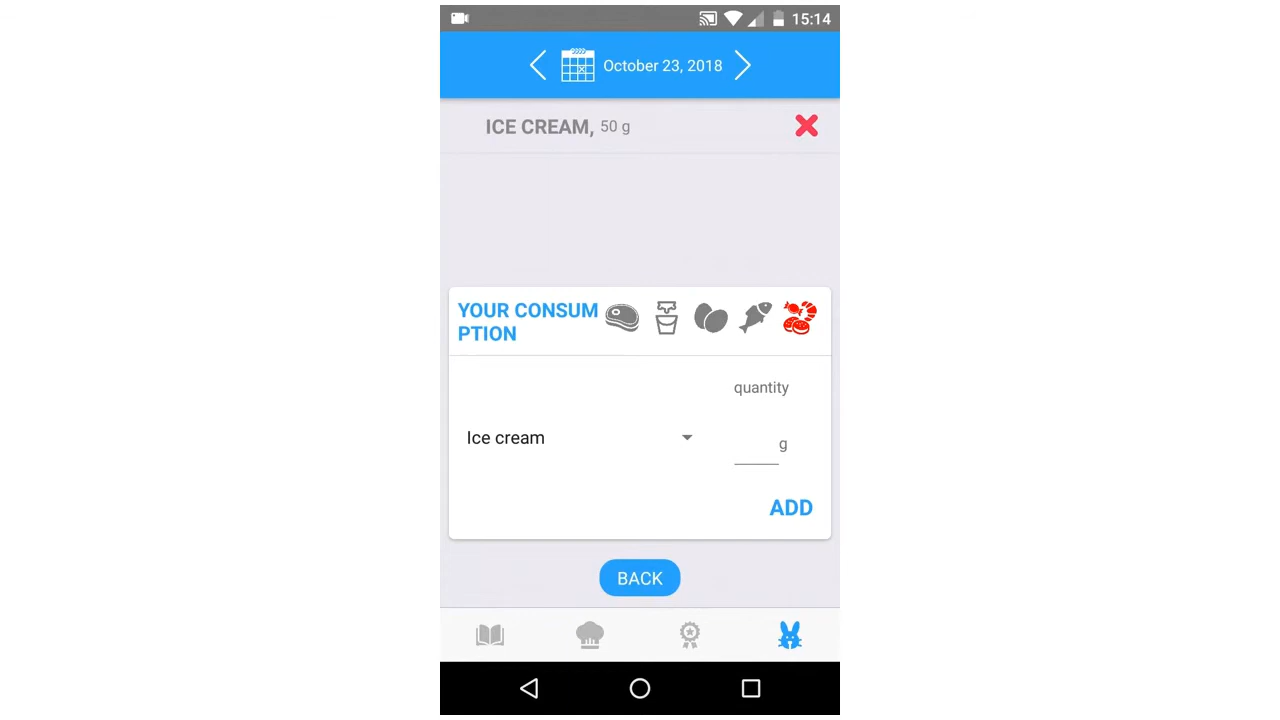 15:14
October 23, 2018
ICE CREAM, 50 g
YOUR CONSUM
PTION
quantity
Ice cream
g
ADD
BACK